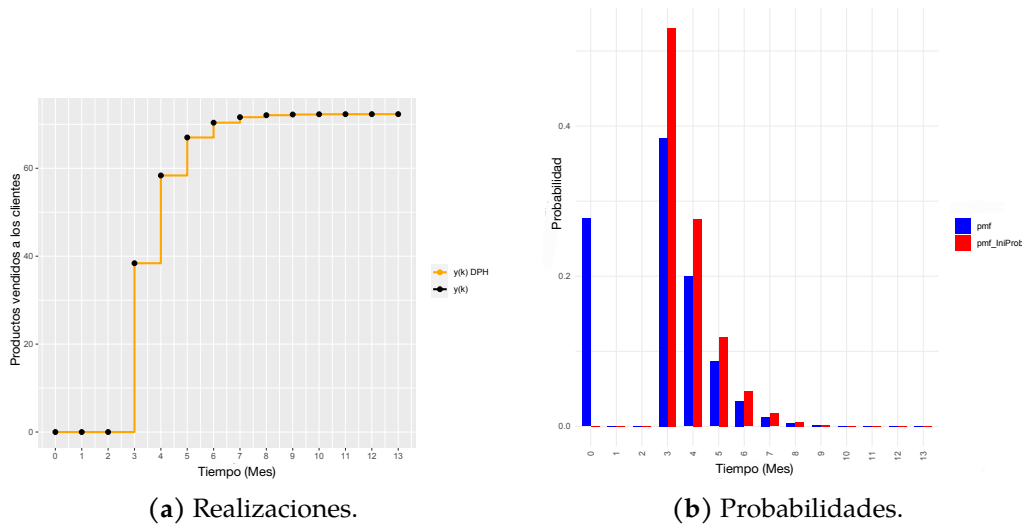 Productos vendidos a los clientes
60
40
20
0
0 1 2 3 4 5 6 7 8 9 10 11 12 13
Tiempo (Mes)
y(k) DPH
y(k)
(a) Realizaciones.
Probabilidad
0.4
0.2
0.0
0 1 2 3 4 5 6 7 8 9 10 11 12 13
Tiempo (Mes)
pmf
pmf_IniProb
(b) Probabilidades.